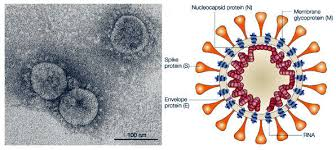 Nucleocapsid protein (N)
Membrane
glycoprotein (M)
Spike
protein (S)
Envelope
protein (E)
RNA
100 nm